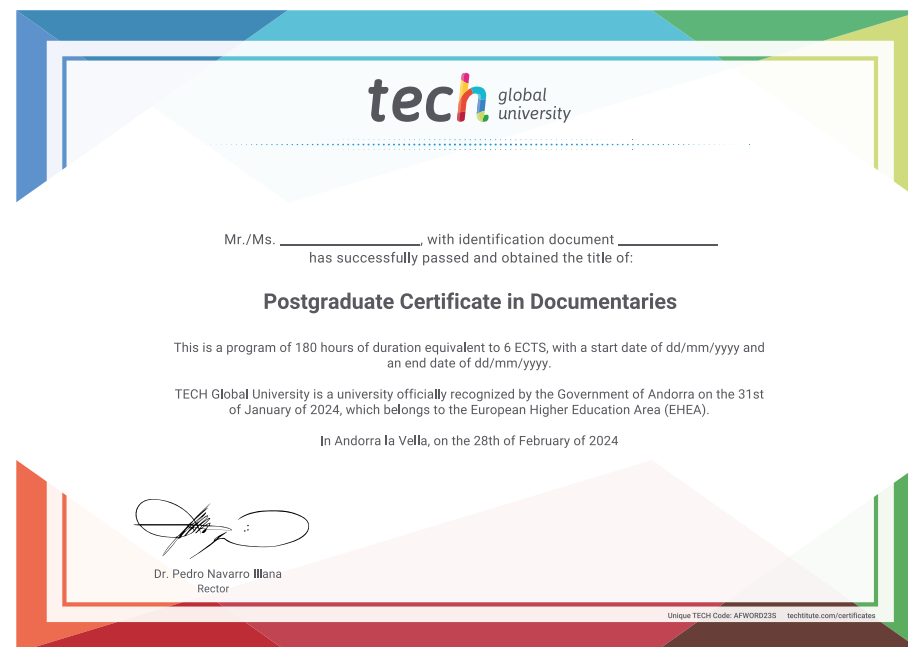 tech global university
Mr./Ms. ____________, with identification document ____________
has successfully passed and obtained the title of:
Postgraduate Certificate in Documentaries
This is a program of 180 hours of duration equivalent to 6 ECTS, with a start date of dd/mm/yyyy and
an end date of dd/mm/yyyy.
TECH Global University is a university officially recognized by the Government of Andorra on the 31st
of January of 2024, which belongs to the European Higher Education Area (EHEA).
In Andorra la Vella, on the 28th of February of 2024
Dr. Pedro Navarro Illana
Rector
Unique TECH Code: AFWORD23S techtitute.com/certificates